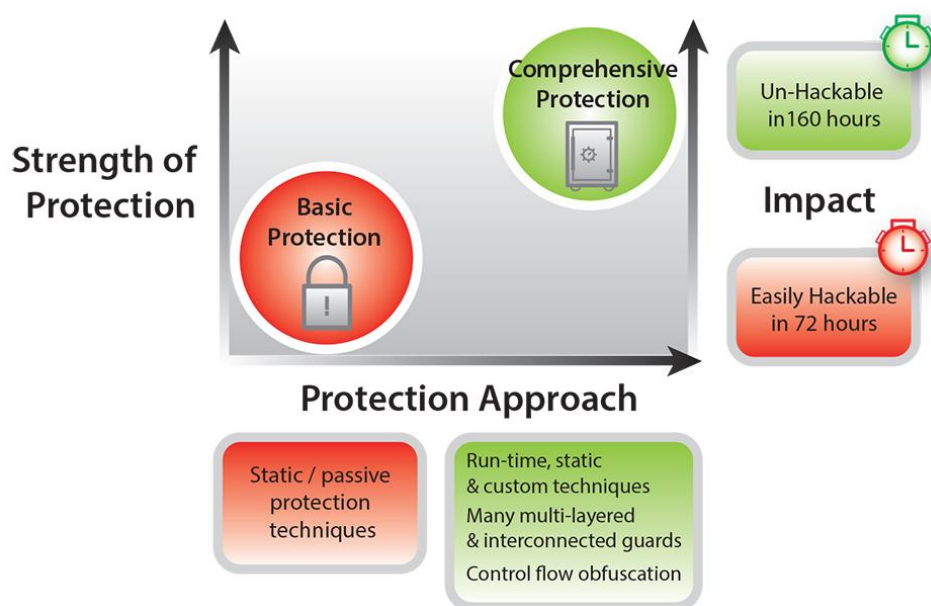 Strength of
Protection
Basic
Protection
!
Comprehensive
Protection
Un-Hackable
in160 hours
Impact
Easily Hackable
in 72 hours
Protection Approach
Static / passive
protection
techniques
Run-time, static
& custom techniques
Many multi-layered
& interconnected guards
Control flow obfuscation